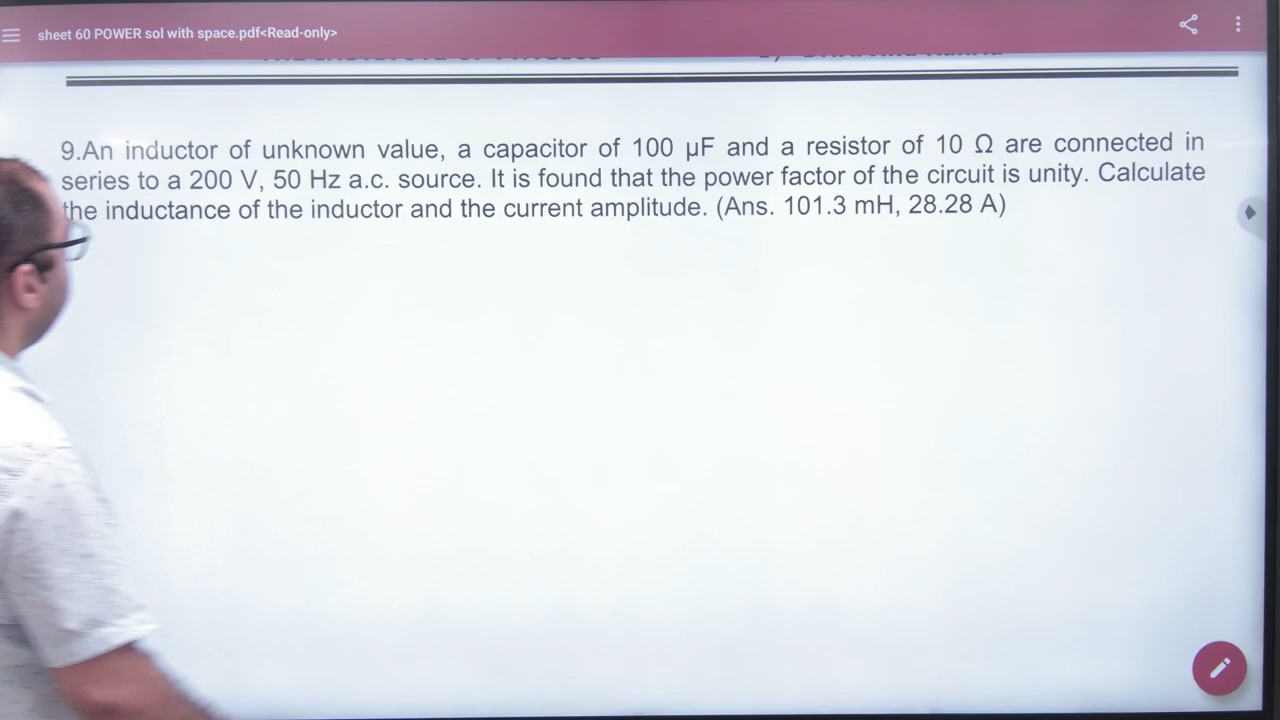 sheet 60 POWER sol with space.pdf<Read-only>
9.An inductor of unknown value, a capacitor of 100 µF and a resistor of 10 Ω are connected in
series to a 200 V, 50 Hz a.c. source. It is found that the power factor of the circuit is unity. Calculate
the inductance of the inductor and the current amplitude. (Ans. 101.3 mH, 28.28 A)